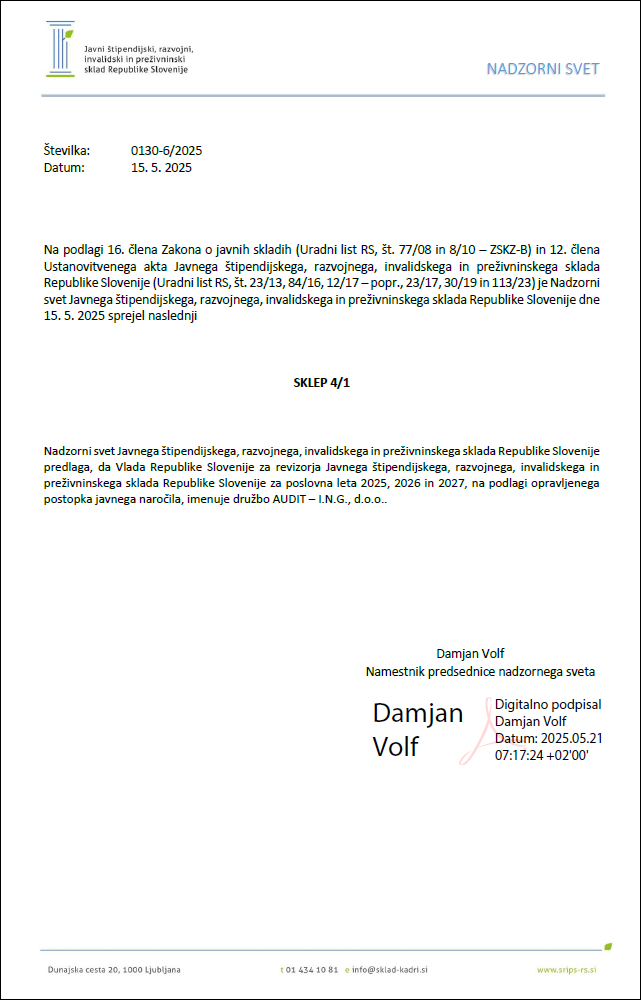 Javni štipendijski, razvojni,
invalidski in preživninski
sklad Republike Slovenije
NADZORNI SVET
Številka: 0130-6/2025
Datum: 15. 5. 2025
Na podlagi 16. člena Zakona o javnih skladih (Uradni list RS, št. 77/08 in 8/10 – ZSKZ-B) in 12. člena
Ustanovitvenega akta Javnega štipendijskega, razvojnega, invalidskega in preživninskega sklada
Republike Slovenije (Uradni list RS, št. 23/13, 84/16, 12/17 – popr., 23/17, 30/19 in 113/23) je Nadzorni
svet Javnega štipendijskega, razvojnega, invalidskega in preživninskega sklada Republike Slovenije dne
15. 5. 2025 sprejel naslednji
SKLEP 4/1
Nadzorni svet Javnega štipendijskega, razvojnega, invalidskega in preživninskega sklada Republike Slovenije
predlaga, da Vlada Republike Slovenije za revizorja Javnega štipendijskega, razvojnega, invalidskega in
preživninskega sklada Republike Slovenije za poslovna leta 2025, 2026 in 2027, na podlagi opravljenega
postopka javnega naročila, imenuje družbo AUDIT – I.N.G., d.o.o..
Damjan Volf
Namestnik predsednice nadzornega sveta
Damjan
Volf
Digitalno podpisal
Damjan Volf
Datum: 2025.05.21
07:17:24 +02'00'
Dunajska cesta 20, 1000 Ljubljana t 01 434 10 81 e info@sklad-kadri.si www.srips-rs.si